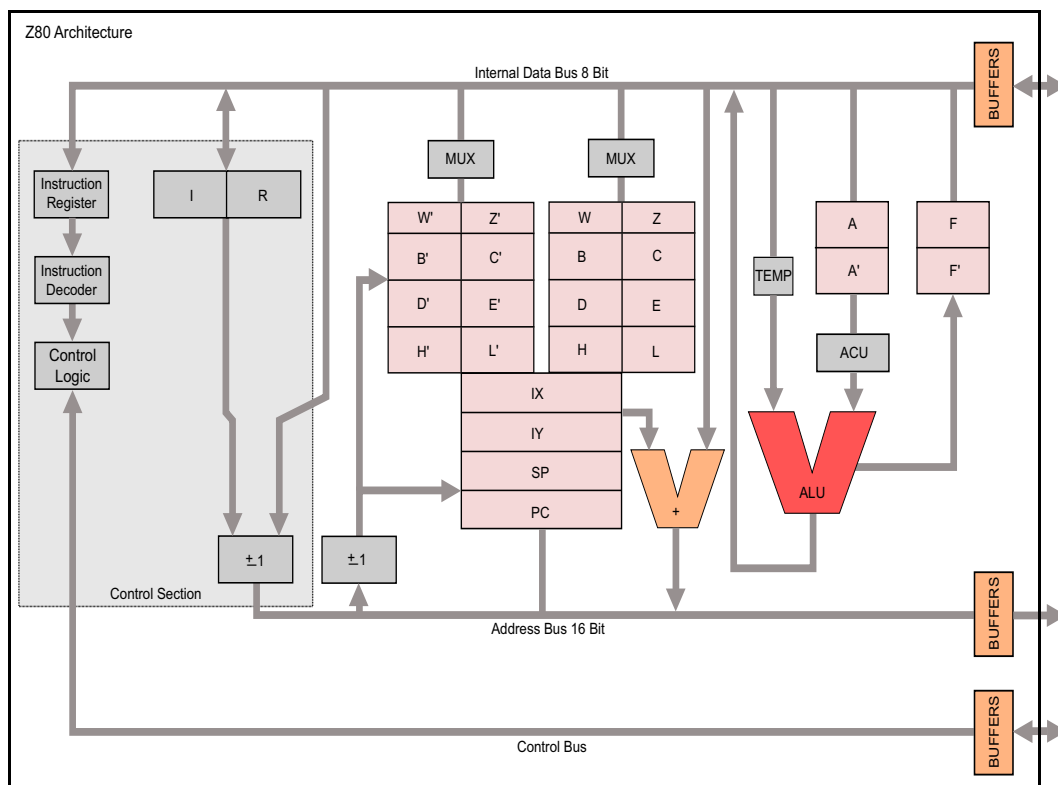 Z80 Architecture
Internal Data Bus 8 Bit
BUFFERS
MUX
MUX
Instruction
Register
I
R
W'
Z'
W
Z
A
F
B'
C'
B
C
Instruction
Decoder
TEMP
A'
F'
D'
E'
D
E
Control
Logic
H'
L'
H
L
ACU
IX
IY
SP
PC
+
ALU
±1
±1
Control Section
Address Bus 16 Bit
BUFFERS
Control Bus
BUFFERS